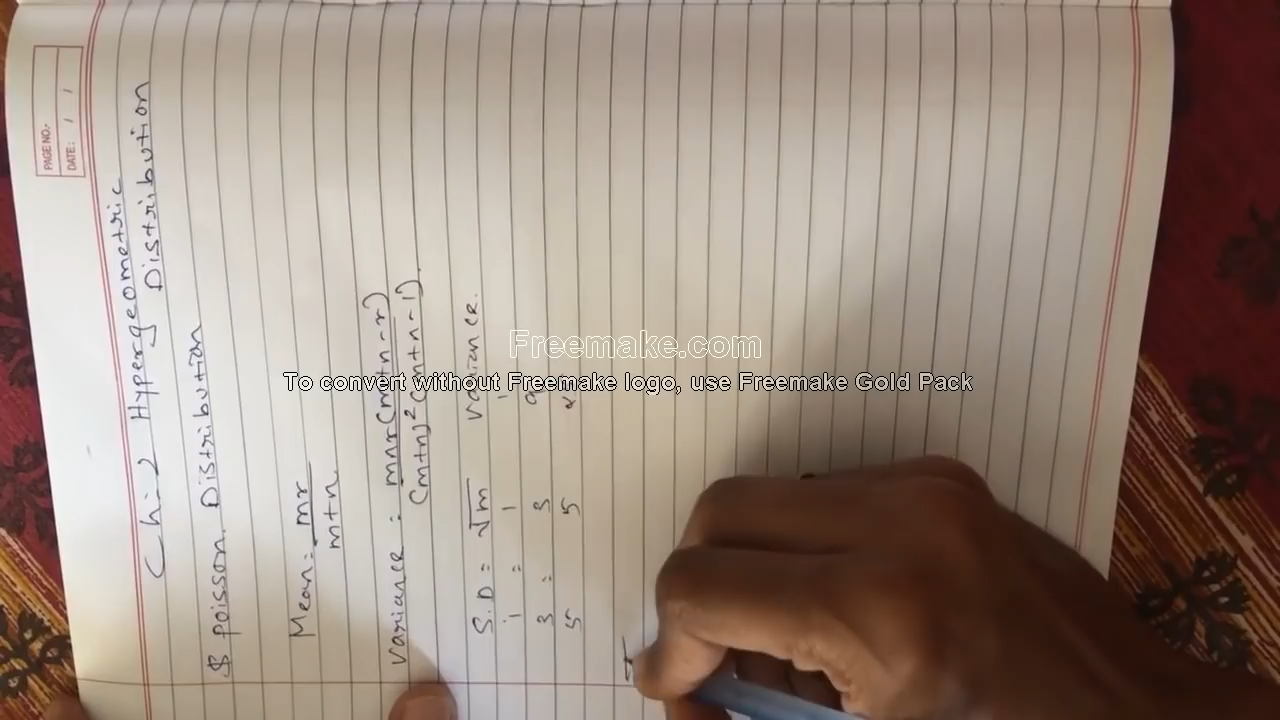 PAGE NO.:
DATE: / /
Ch-2 Hypergeometric
Distribution
$ poisson Distribution
Mean = mr
m+n
variance = mnr(m+n-r)
(m+n)² (m+n-1)
S.D = √m variance.
1 = 1 1
3 = 3 9
5 5
Freemake.com
To convert without Freemake logo, use Freemake Gold Pack